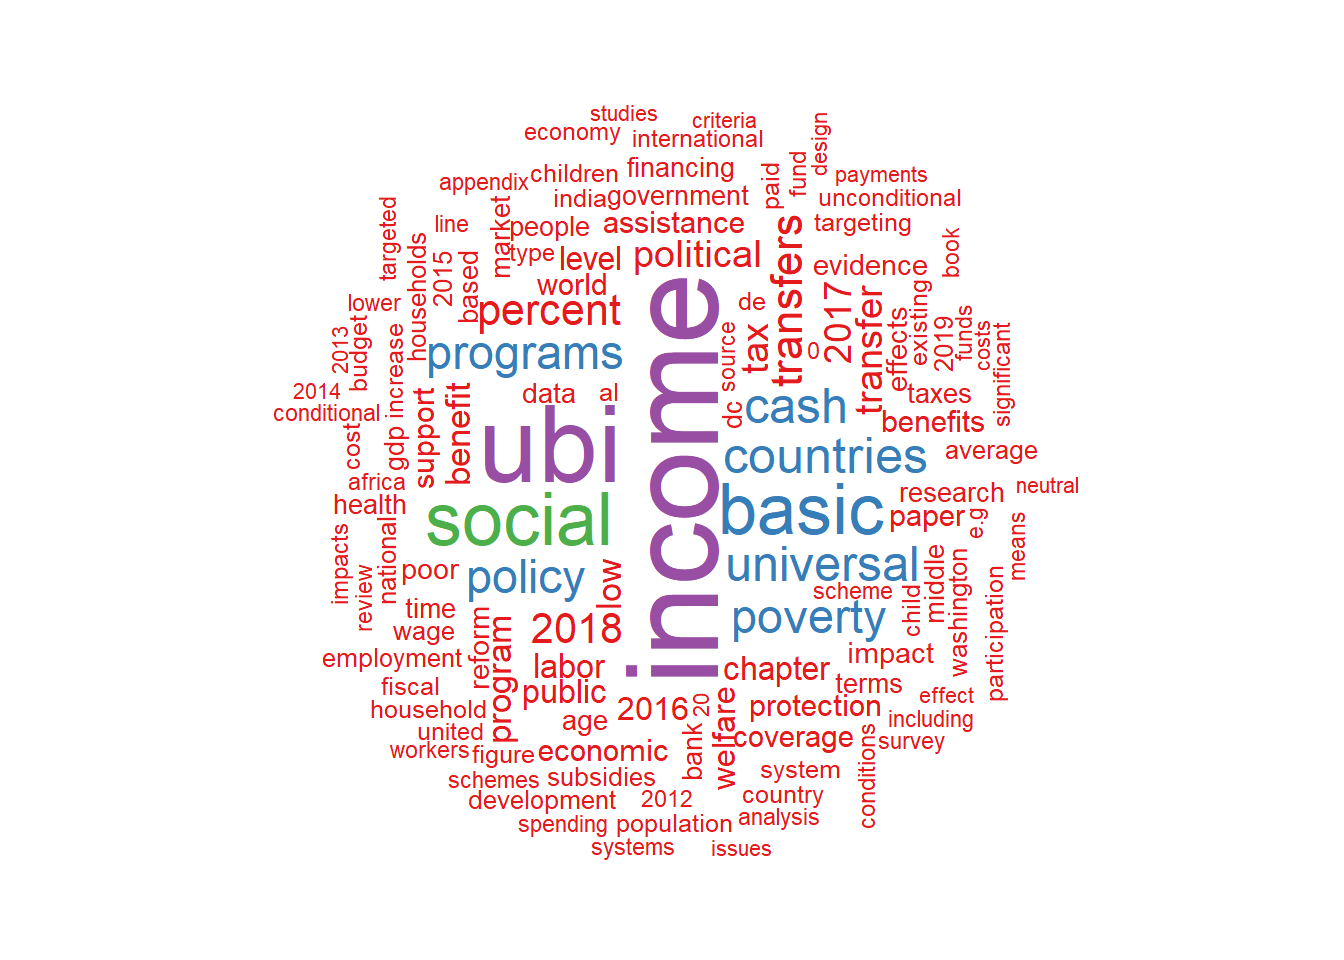 studies
criteria
economy
international
design
children
financing
paid
fund
payments
appendix
india
government
unconditional
targeted
line
market
people
assistance
transfers
targeting
book
households
2015
based
type
level
political
evidence
world
de
2017
transfer
effects
existing
2019
funds
costs
significant
lower
percent
income
source
tax
0
2013
budget
increase
programs
2014
conditional
support
benefit
data
al
dc
cash
taxes
benefits
cost
gdp
ubi
countries
average
africa
health
social
basic
research
neutral
paper
e.g
means
impacts
review
national
poor
policy
low
universal
scheme
child
middle
washington
participation
time
wage
reform
program
2018
poverty
employment
labor
chapter
impact
fiscal
public
terms
effect
household
age
2016
20
welfare
protection
including
united
coverage
survey
workers
figure
economic
bank
system
conditions
schemes
subsidies
development
2012
country
spending
population
analysis
systems
issues